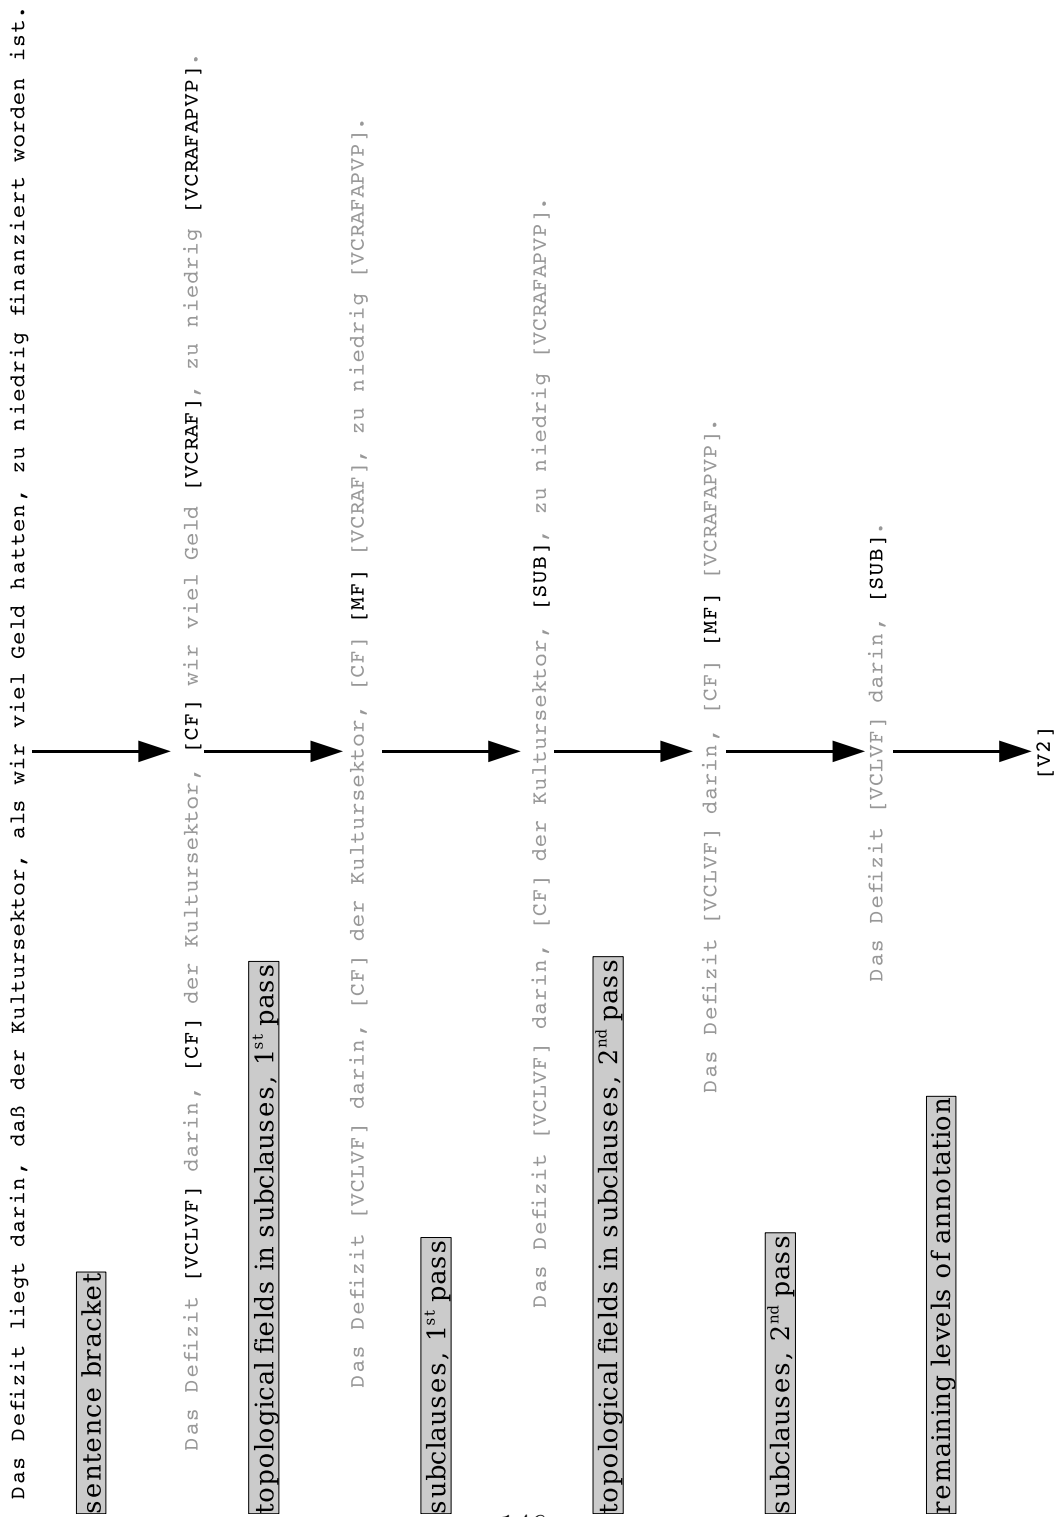 Das Defizit liegt darin, daß der Kultursektor, als wir viel Geld hatten, zu niedrig finanziert worden ist.
sentence bracket
Das Defizit [VCLVF] darin, [CF] der Kultursektor, [CF] wir viel Geld [VCRAF], zu niedrig [VCRAFAPVP].
topological fields in subclauses, 1st pass
Das Defizit [VCLVF] darin, [CF] der Kultursektor, [CF] [MF] [VCRAF], zu niedrig [VCRAFAPVP].
subclauses, 1st pass
Das Defizit [VCLVF] darin, [CF] der Kultursektor, [SUB], zu niedrig [VCRAFAPVP].
topological fields in subclauses, 2nd pass
Das Defizit [VCLVF] darin, [CF] [MF] [VCRAFAPVP].
subclauses, 2nd pass
Das Defizit [VCLVF] darin, [SUB].
remaining levels of annotation
[V2]